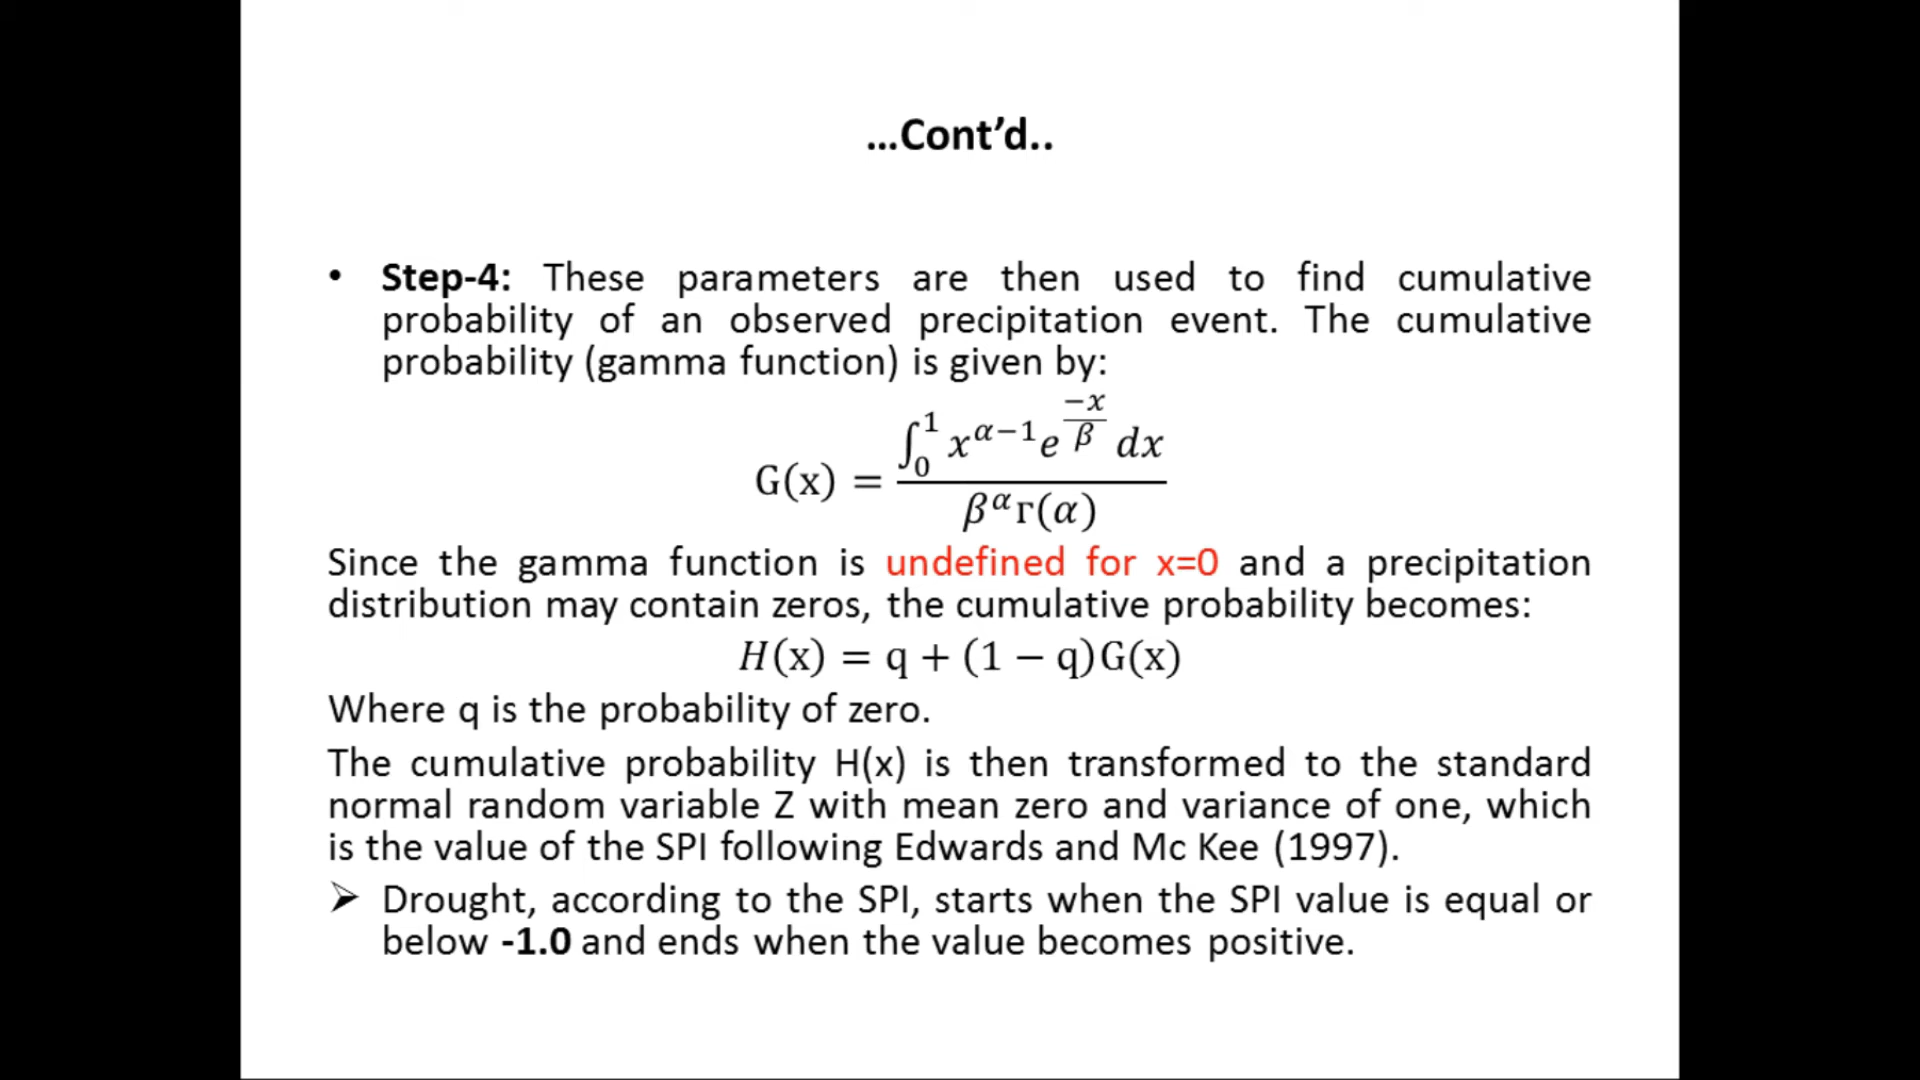 ...Cont’d..
• Step-4: These parameters are then used to find cumulative
probability of an observed precipitation event. The cumulative
probability (gamma function) is given by:
G(x) = ∫₀¹ x^{α−1} e^{−x/β} dx / β^α г(α)
Since the gamma function is undefined for x=0 and a precipitation
distribution may contain zeros, the cumulative probability becomes:
H(x) = q + (1 − q)G(x)
Where q is the probability of zero.
The cumulative probability H(x) is then transformed to the standard
normal random variable Z with mean zero and variance of one, which
is the value of the SPI following Edwards and Mc Kee (1997).
➢ Drought, according to the SPI, starts when the SPI value is equal or
below -1.0 and ends when the value becomes positive.